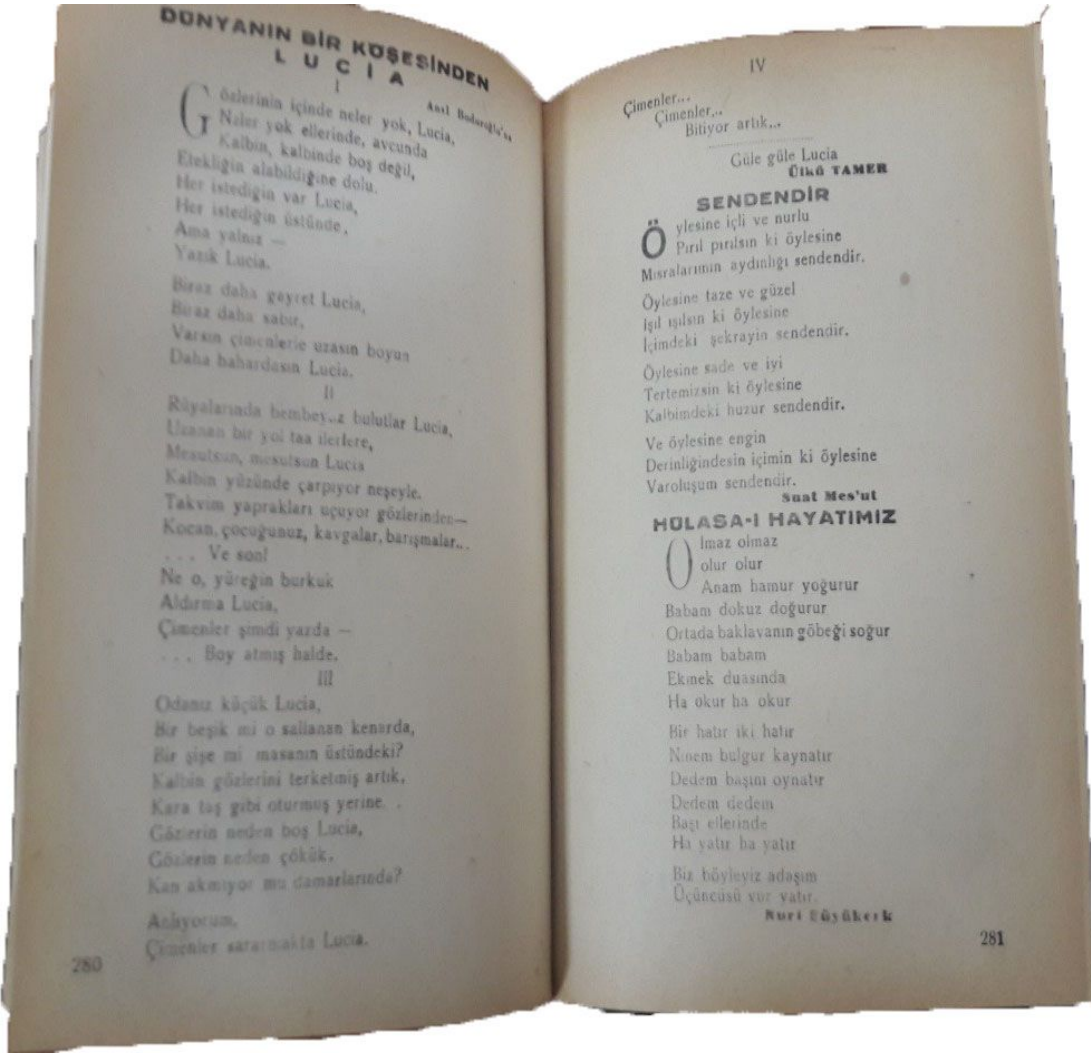 DÜNYANIN BİR KÖŞESİNDEN
LUCIA
I
Gözlerinin içinde neler yok, Lucia,
Neler yok ellerinde, avcunda
Kalbin, kalbinde boş değil,
Etekliğin alabildiğine dolu.
Her istediğin var Lucia,
Her istediğin üstünde,
Ama yalnız —
Yazık Lucia.
Biraz daha gayret Lucia,
Biraz daha sabır,
Varsın çimenlerle uzasın boyun
Daha bahardasın Lucia.
II
Rüyalarında bembeyaz bulutlar Lucia,
Uzanan bir yol taa ilerlere,
Mesutsun, mesutsun Lucia
Kalbin yüzünde çarpıyor neşeyle.
Takvim yaprakları uçuyor gözlerinden—
Kocan, çocuğunuz, kavgalar, barışmalar...
... Ve son!
Ne o, yüreğin burkuk
Aldırma Lucia,
Çimenler şimdi yazda —
... Boy atmış halde.
III
Odanız küçük Lucia,
Bir beşik mi o sallanan kenarda,
Bir şişe mi masanın üstündeki?
Kalbin gözlerini terketmiş artık,
Kara taş gibi oturmuş yerine. .
Gözlerin neden boş Lucia,
Gözlerin neden çökük,
Kan akmıyor mu damarlarında?
Anlıyorum,
Çimenler sararmakta Lucia.
280
IV
Çimenler...
Çimenler,..
Bitiyor artık...
Güle güle Lucia
Ülkü TAMER
SENDENDİR
Öylesine içli ve nurlu
Pırıl pırılsın ki öylesine
Mısralarımın aydınlığı sendendir.
Öylesine taze ve güzel
Işıl ışılsın ki öylesine
İçimdeki şekrayin sendendir.
Öylesine sade ve iyi
Tertemizsin ki öylesine
Kalbimdeki huzur sendendir.
Ve öylesine engin
Derinliğindesin içimin ki öylesine
Varoluşum sendendir.
Suat Mes'ut
HÜLASA-I HAYATIMIZ
Olmaz olmaz
olur olur
Anam hamur yoğurur
Babam dokuz doğurur
Ortada baklavanın göbeği soğur
Babam babam
Ekmek duasında
Ha okur ha okur
Bir hatır iki hatır
Ninem bulgur kaynatır
Dedem başını oynatır
Dedem dedem
Başı ellerinde
Ha yatır ha yatır
Biz böyleyiz adaşım
Üçüncüsü var yatır.
Nuri Büyükerk
281